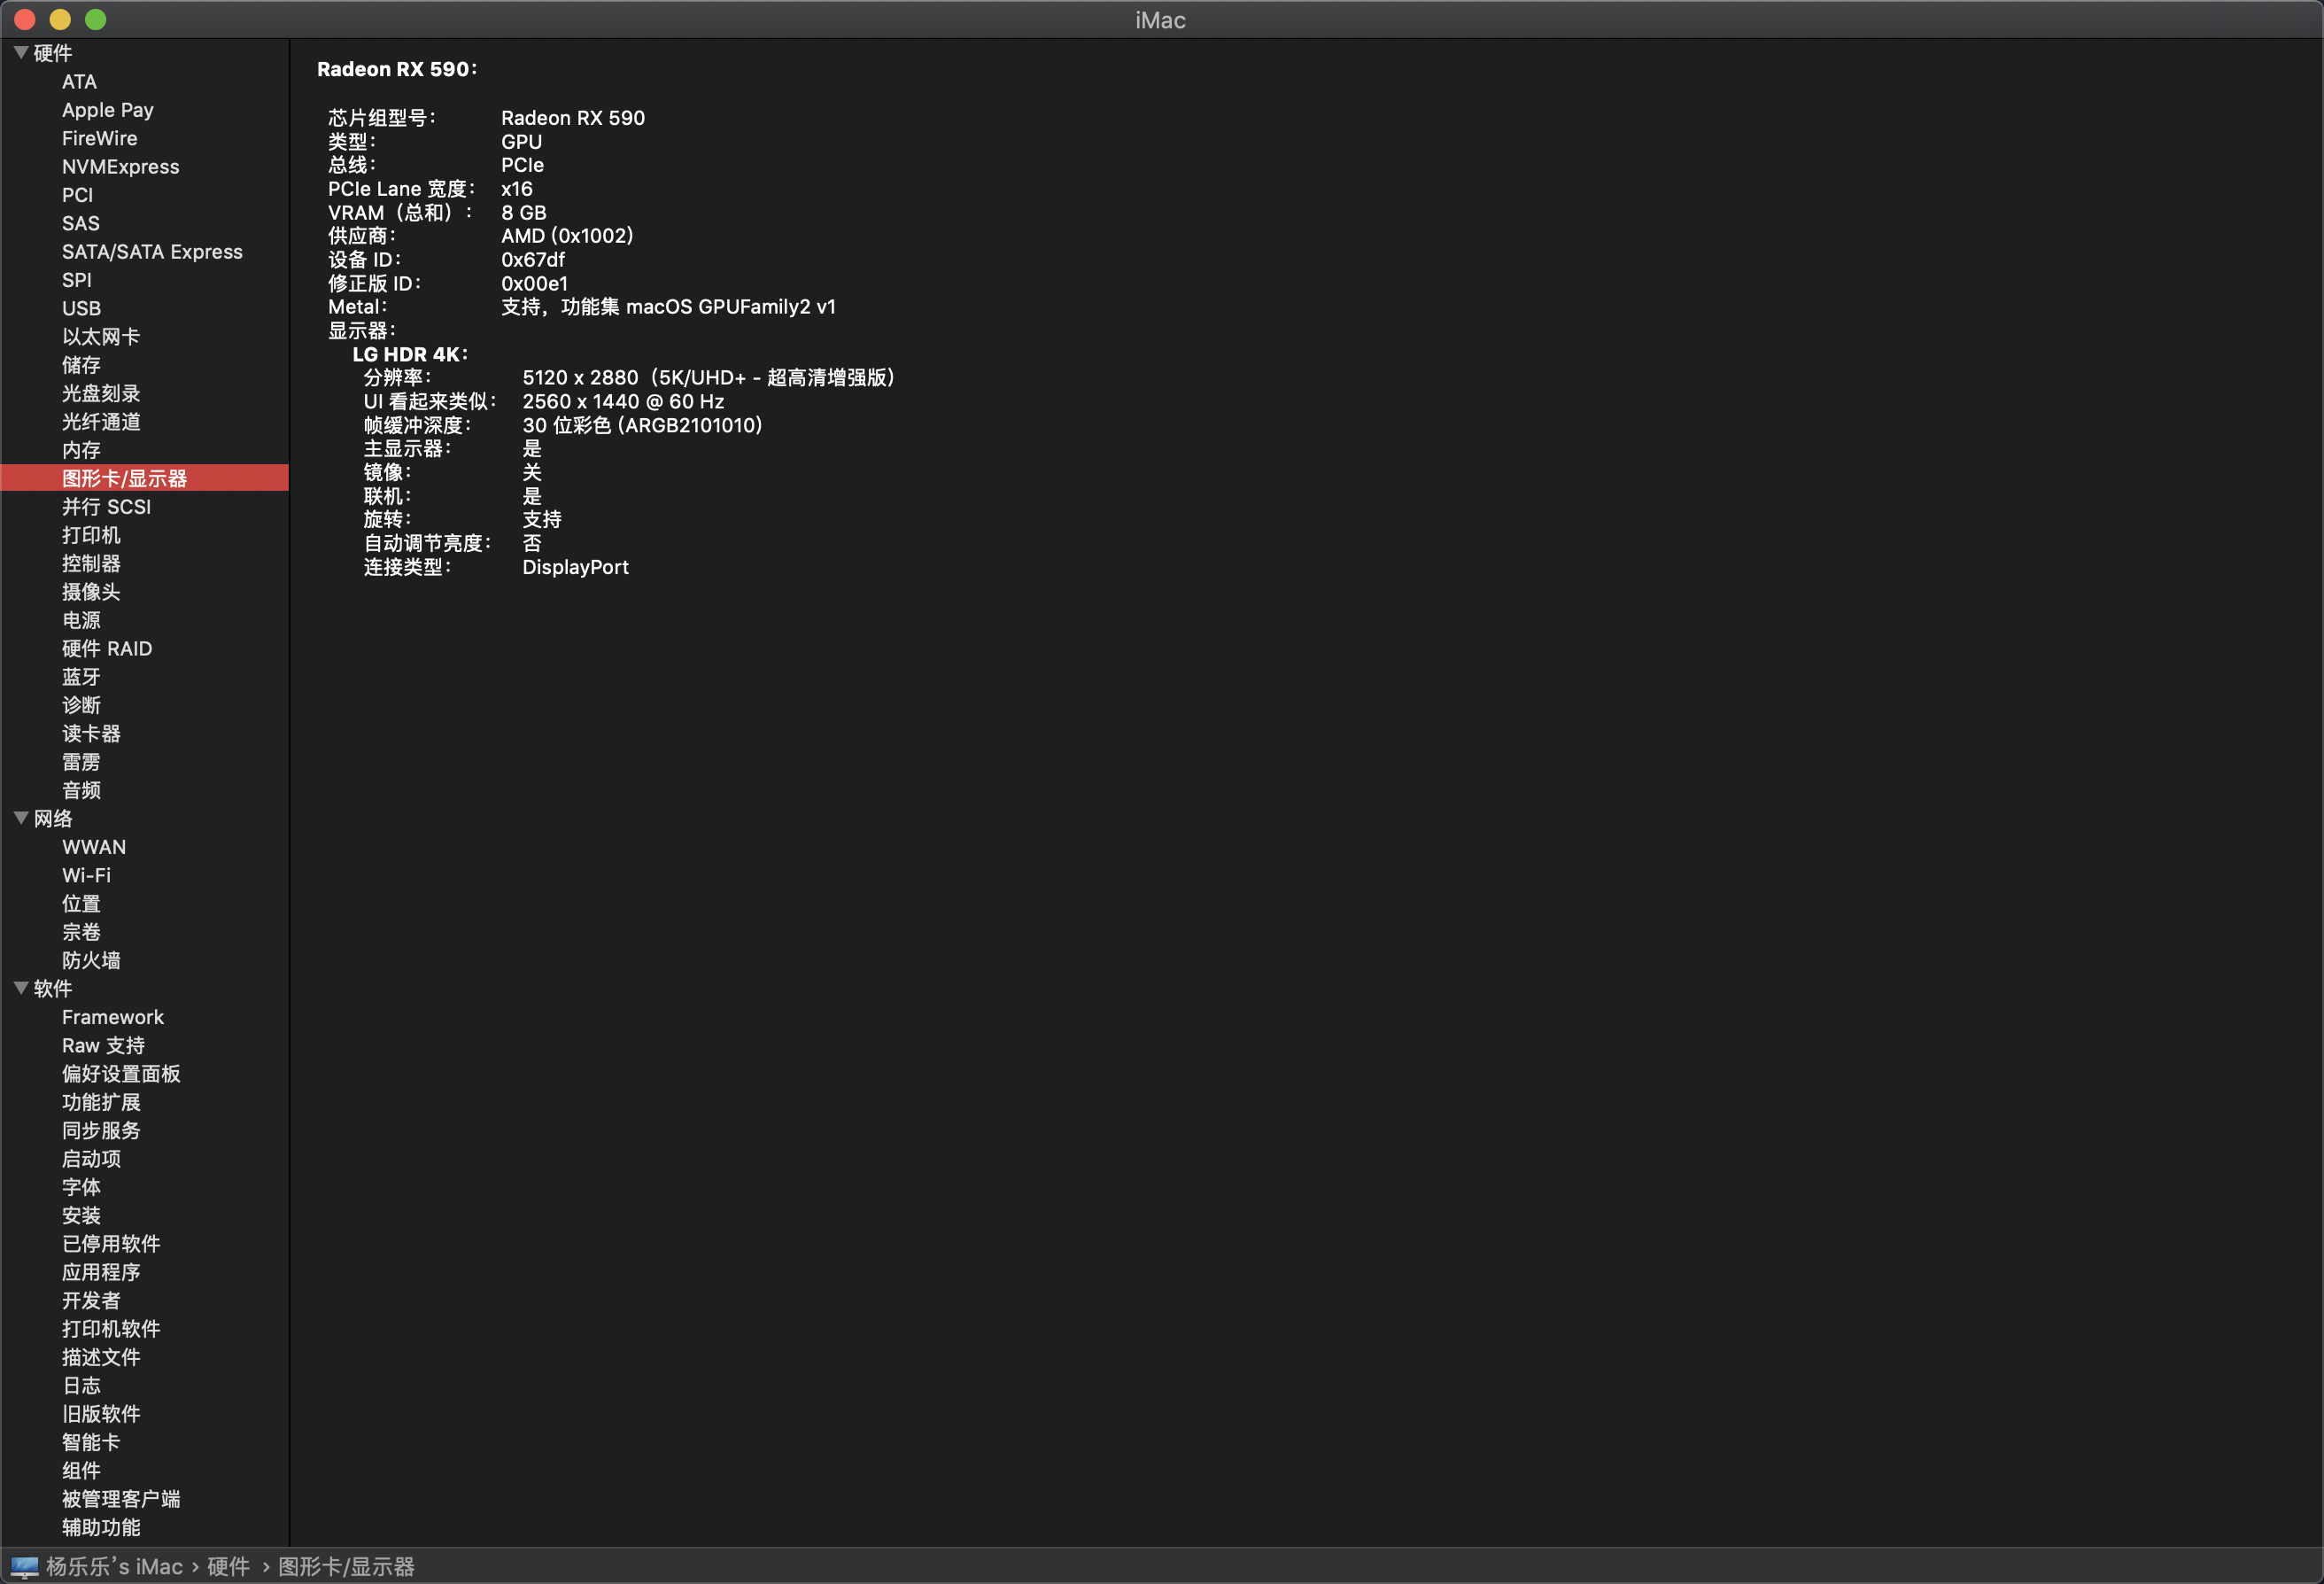 iMac
硬件
ATA
Apple Pay
FireWire
NVMExpress
PCI
SAS
SATA/SATA Express
SPI
USB
以太网卡
储存
光盘刻录
光纤通道
内存
图形卡/显示器
并行 SCSI
打印机
控制器
摄像头
电源
硬件 RAID
蓝牙
诊断
读卡器
雷雳
音频
网络
WWAN
Wi-Fi
位置
宗卷
防火墙
软件
Framework
Raw 支持
偏好设置面板
功能扩展
同步服务
启动项
字体
安装
已停用软件
应用程序
开发者
打印机软件
描述文件
日志
旧版软件
智能卡
组件
被管理客户端
辅助功能
Radeon RX 590：
芯片组型号： Radeon RX 590
类型： GPU
总线： PCIe
PCIe Lane 宽度： x16
VRAM（总和）： 8 GB
供应商： AMD (0x1002)
设备 ID： 0x67df
修正版 ID： 0x00e1
Metal： 支持，功能集 macOS GPUFamily2 v1
显示器：
LG HDR 4K：
分辨率： 5120 x 2880（5K/UHD+ - 超高清增强版）
UI 看起来类似： 2560 x 1440 @ 60 Hz
帧缓冲深度： 30 位彩色 (ARGB2101010)
主显示器： 是
镜像： 关
联机： 是
旋转： 支持
自动调节亮度： 否
连接类型： DisplayPort
杨乐乐’s iMac › 硬件 › 图形卡/显示器